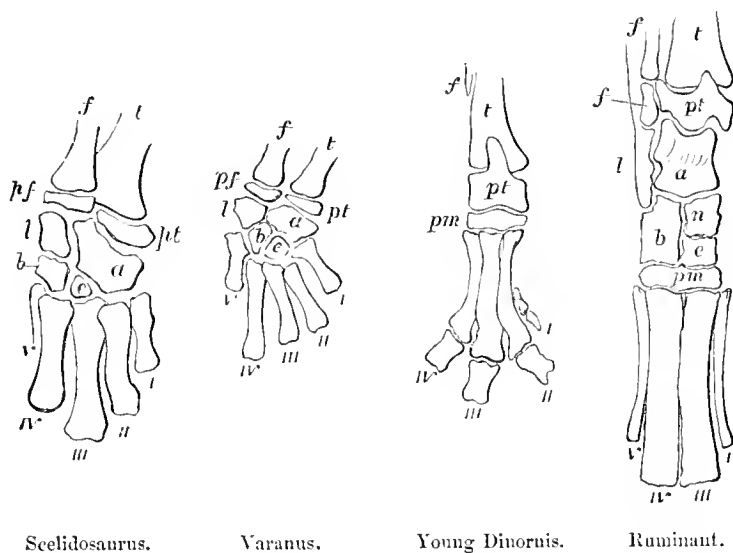 f
t
pf
l
pt
b
a
c
V
IV
III
II
I
f
t
pf
l
pt
a
b
c
V
IV
III
II
I
f
t
pt
pm
I
IV
III
II
f
t
f
pt
l
a
b
n
c
pm
V
IV
III
I
Scelidosaurus. Varanus. Young Dinornis. Ruminant.